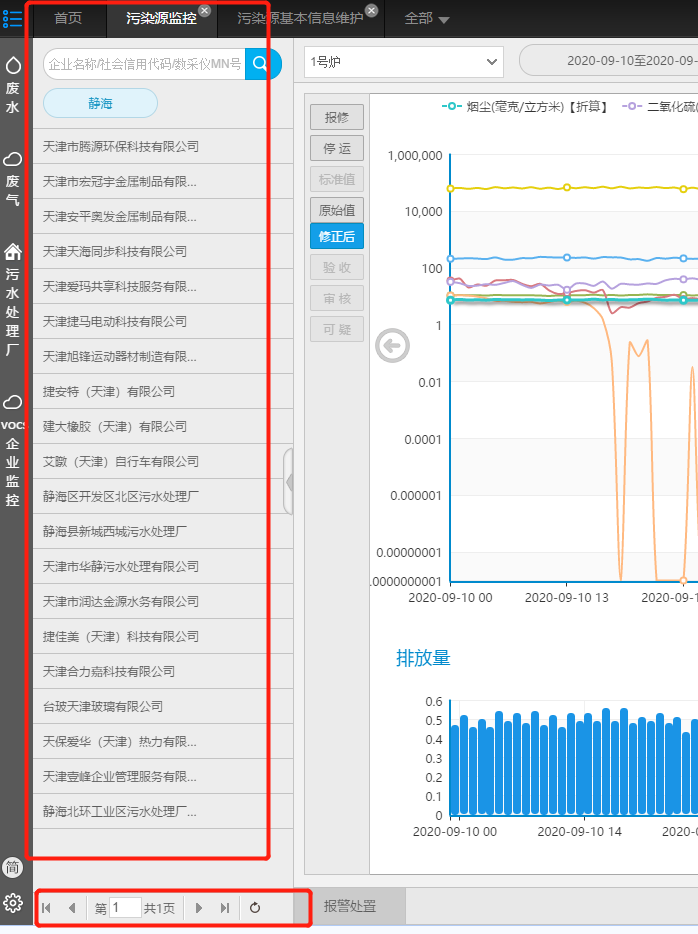 首页 污染源监控 污染源基本信息维护 全部
企业名称/社会信用代码/数采仪MN号
静海
废水
废气
污水处理厂
VOCS企业监控
简
天津市腾源环保科技有限公司
天津市宏冠宇金属制品有限...
天津安平奥发金属制品有限...
天津天海同步科技有限公司
天津爱玛共享科技服务有限...
天津捷马电动科技有限公司
天津旭锋运动器材制造有限...
捷安特（天津）有限公司
建大橡胶（天津）有限公司
艾歐（天津）自行车有限公司
静海区开发区北区污水处理厂
静海县新城西城污水处理厂
天津市华静污水处理有限公司
天津市润达金源水务有限公司
捷佳美（天津）科技有限公司
天津合力嘉科技有限公司
台玻天津玻璃有限公司
天保爱华（天津）热力有限...
天津壹峰企业管理服务有限...
静海北环工业区污水处理厂...
第 1 共1页
1号炉
2020-09-10至2020-09-
报修
停 运
标准值
原始值
修正后
验 收
审 核
可 疑
烟尘(毫克/立方米)【折算】 二氧化硫(
1,000,000
10,000
100
1
0.01
0.0001
0.000001
0.00000001
.0000000001
2020-09-10 00 2020-09-10 13 2020-09-1
排放量
0.6
0.5
0.4
0.3
0.2
0.1
0
2020-09-10 00 2020-09-10 14 2020-0
报警处置